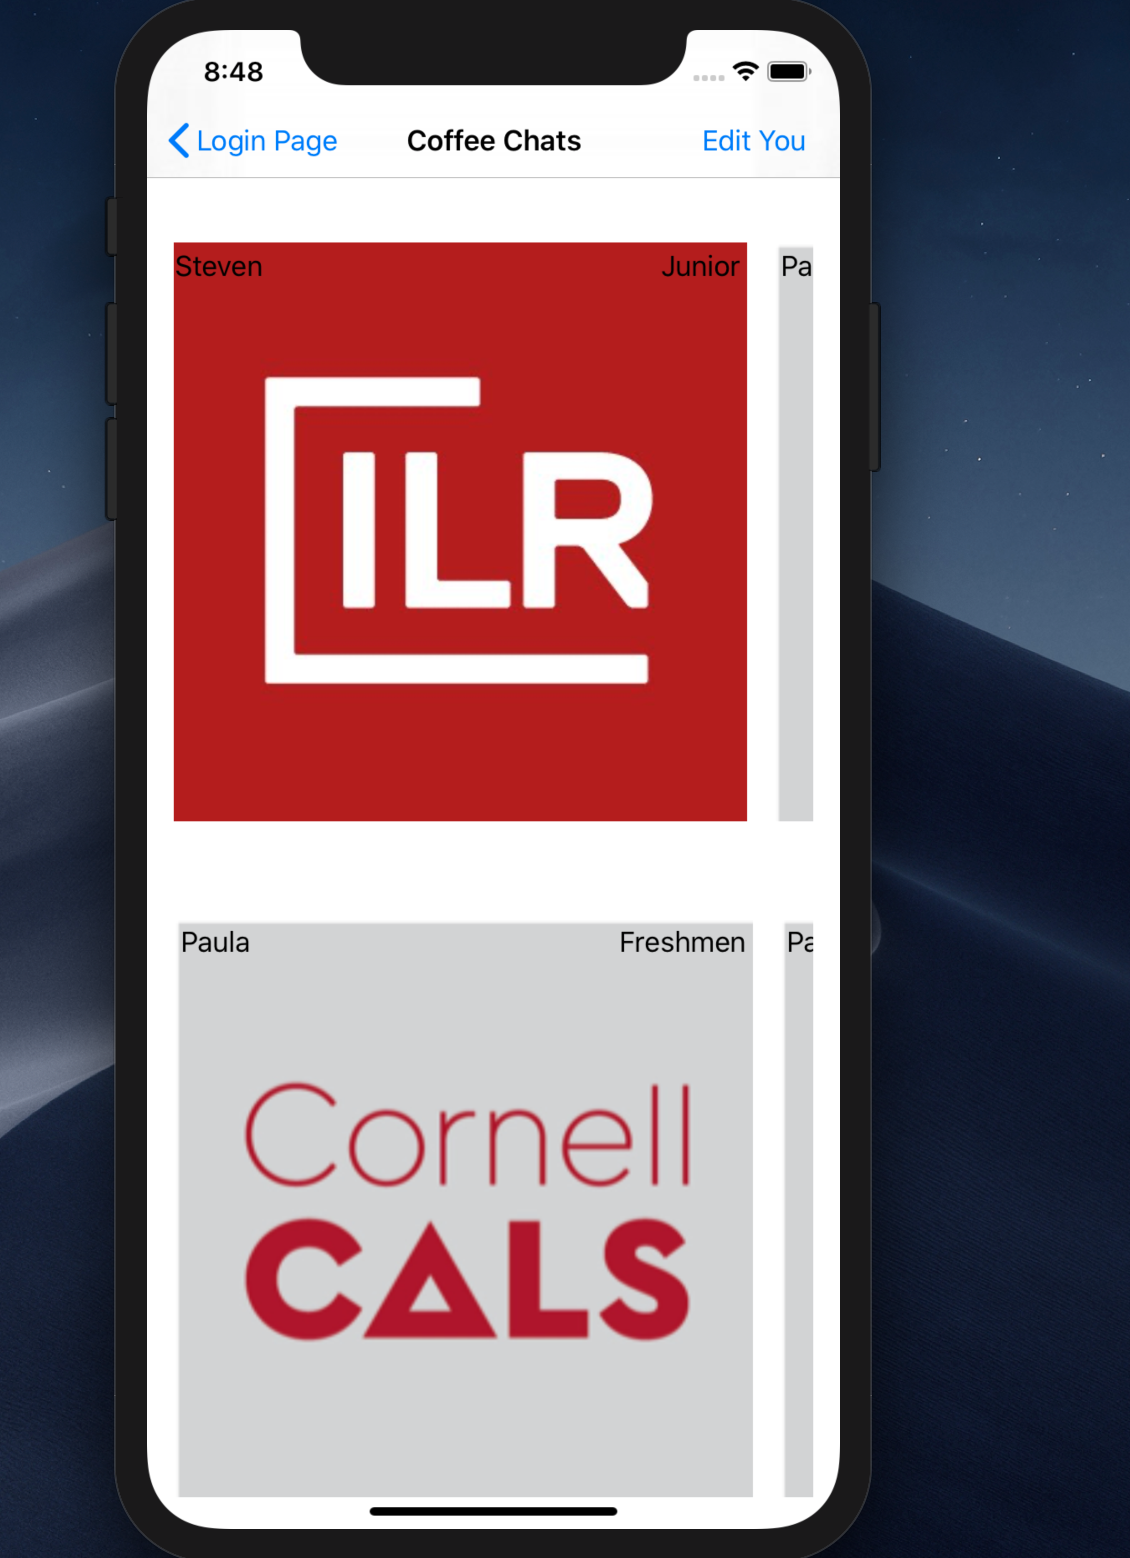 8:48
Login Page Coffee Chats Edit You
Steven Junior Pa
ILR
Paula Freshmen Pa
Cornell
CALS